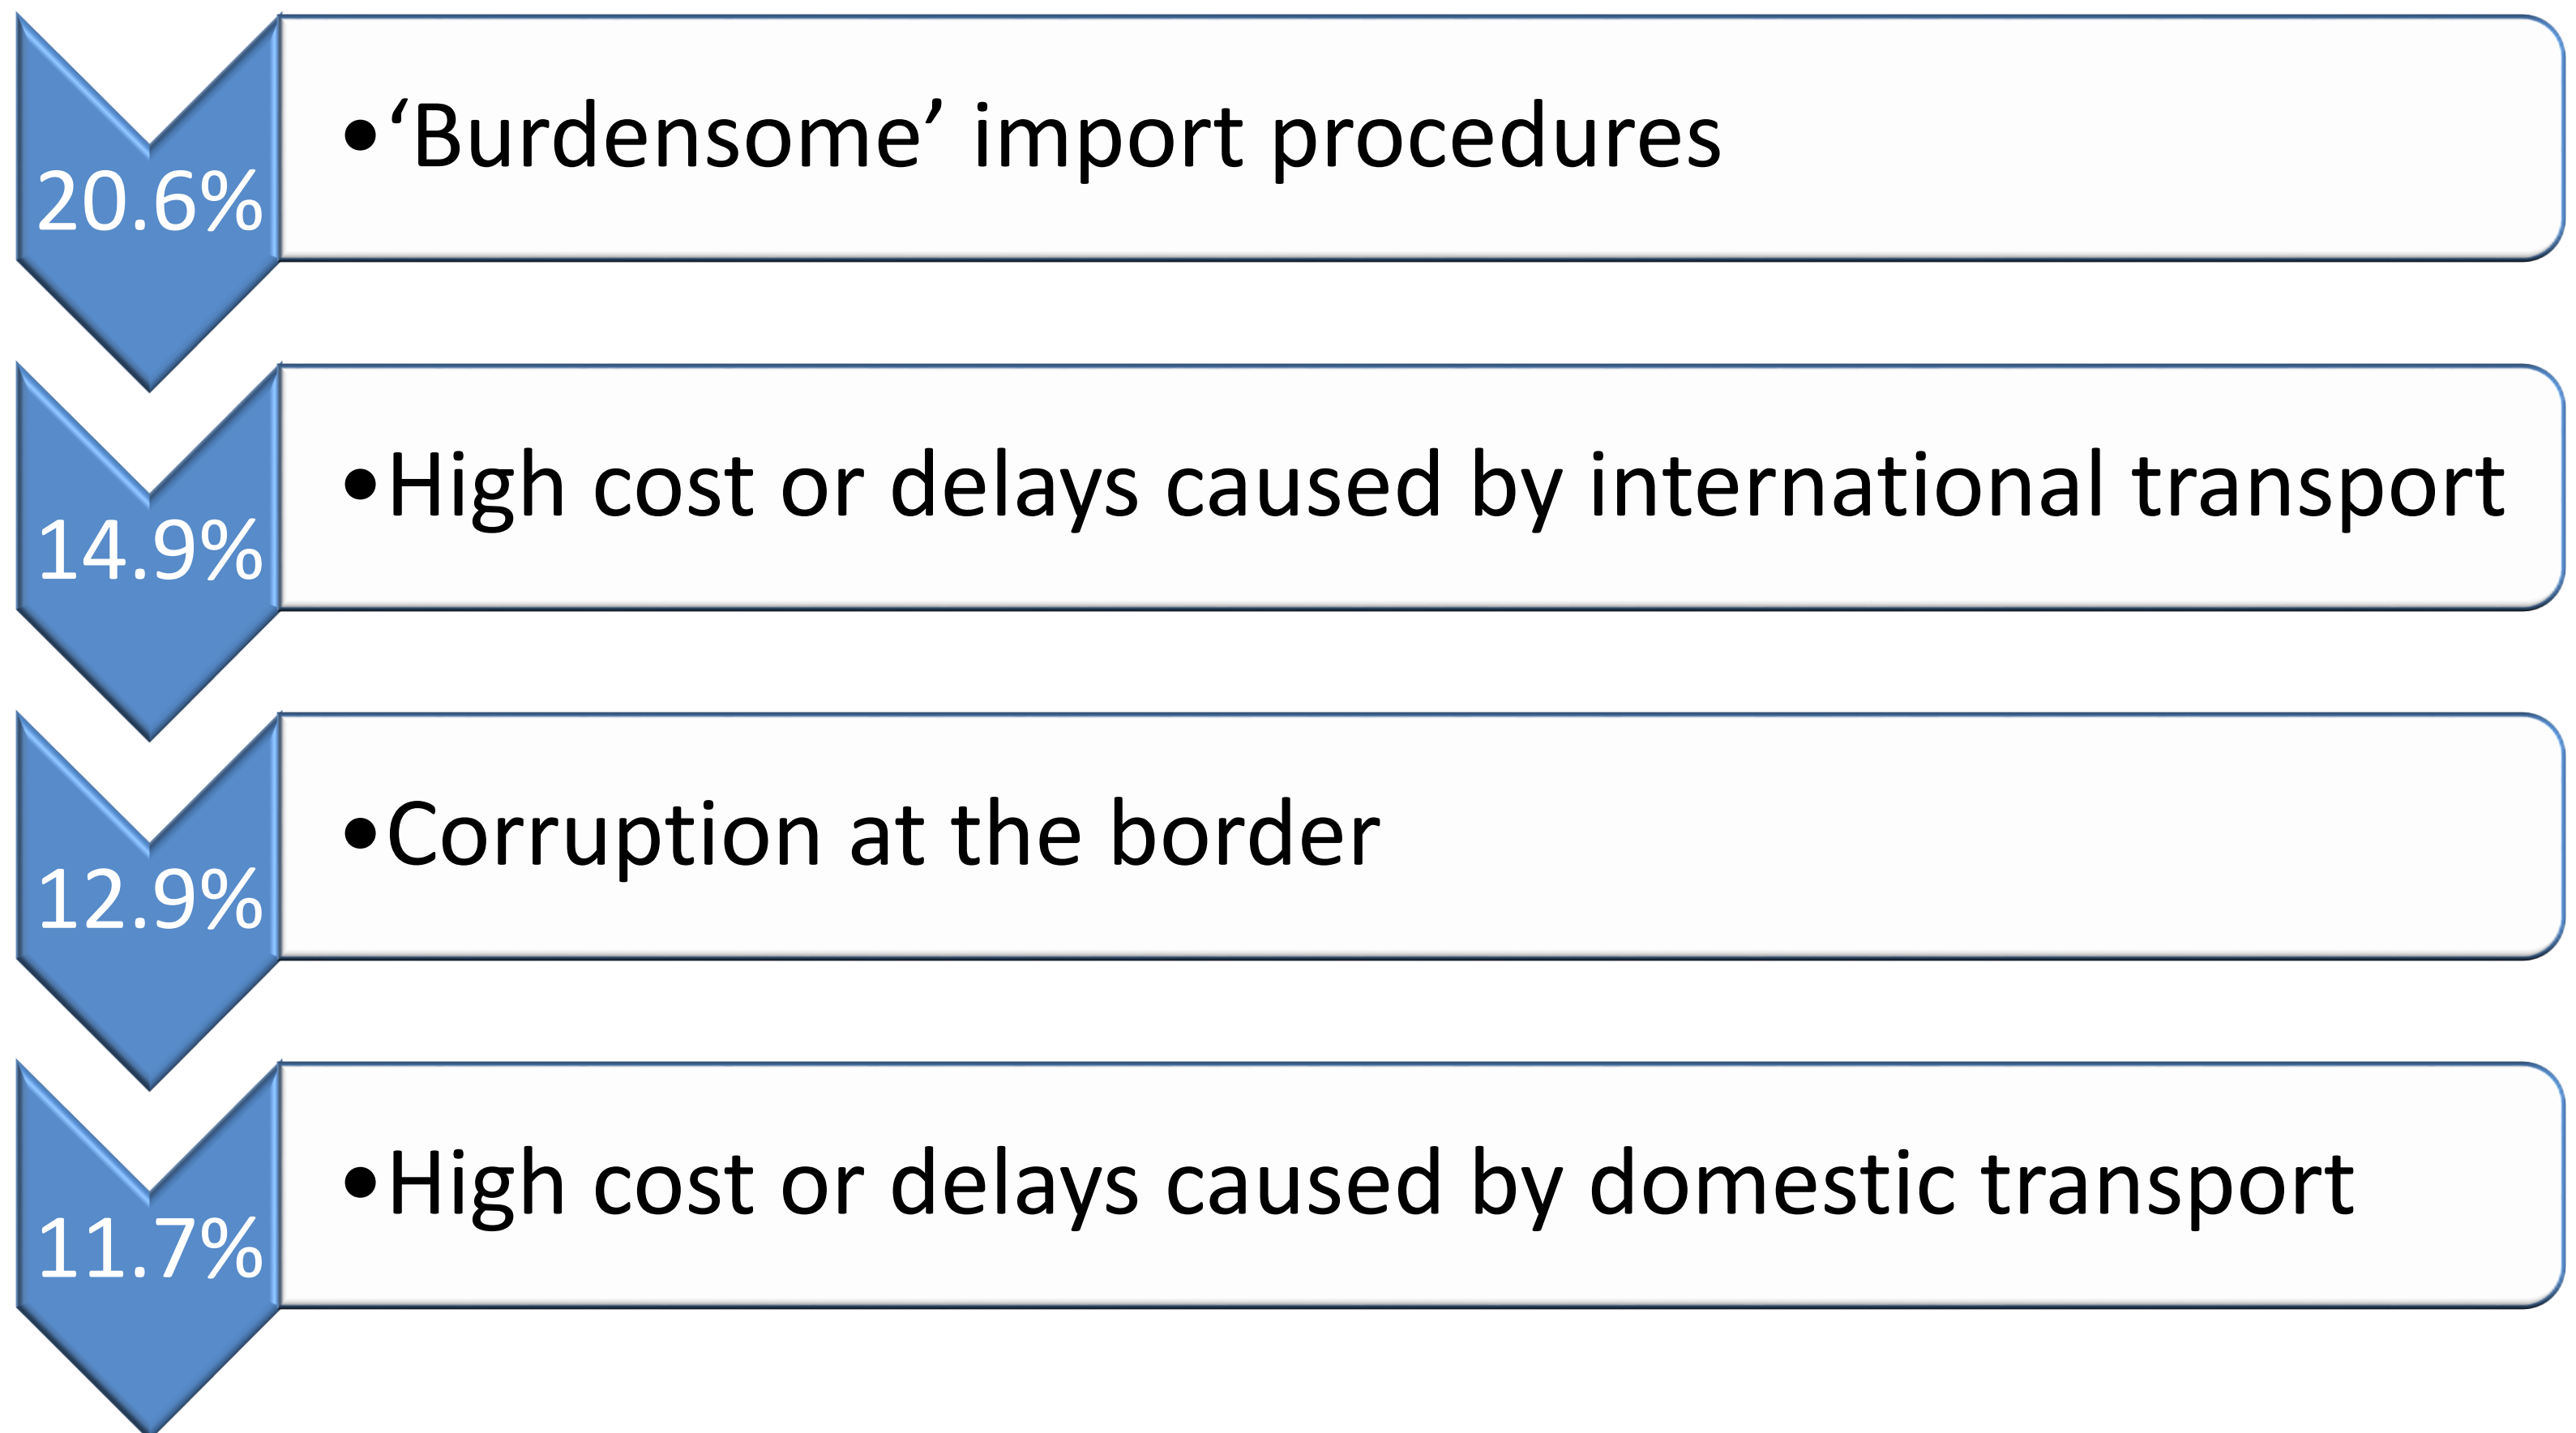 20.6%
•‘Burdensome’ import procedures
14.9%
•High cost or delays caused by international transport
12.9%
•Corruption at the border
11.7%
•High cost or delays caused by domestic transport